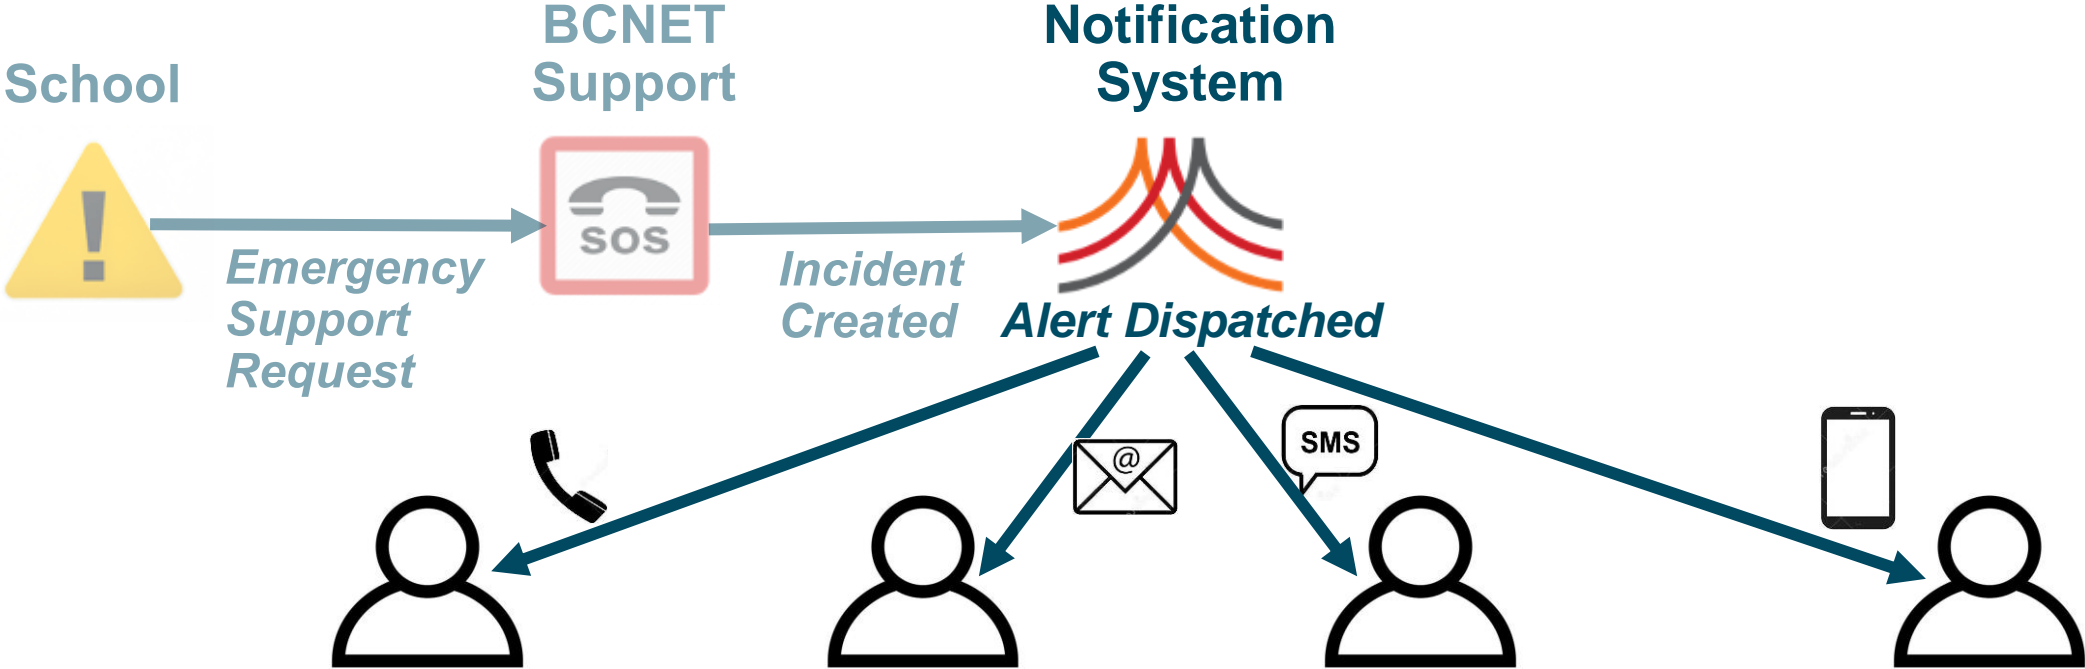 School
BCNET
Support
Notification
System
SOS
Emergency
Support
Request
Incident
Created
Alert Dispatched
@
SMS